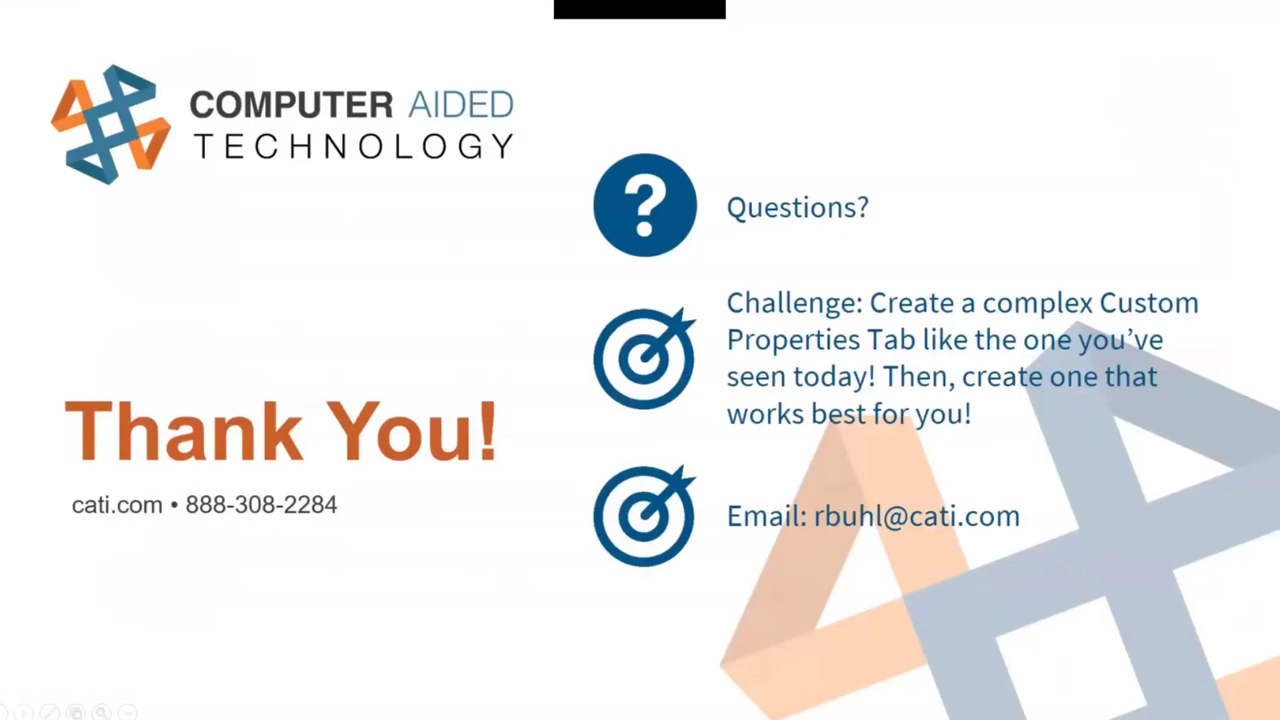 COMPUTER AIDED
TECHNOLOGY
Thank You!
cati.com • 888-308-2284
?
Questions?
Challenge: Create a complex Custom
Properties Tab like the one you’ve
seen today! Then, create one that
works best for you!
Email: rbuhl@cati.com